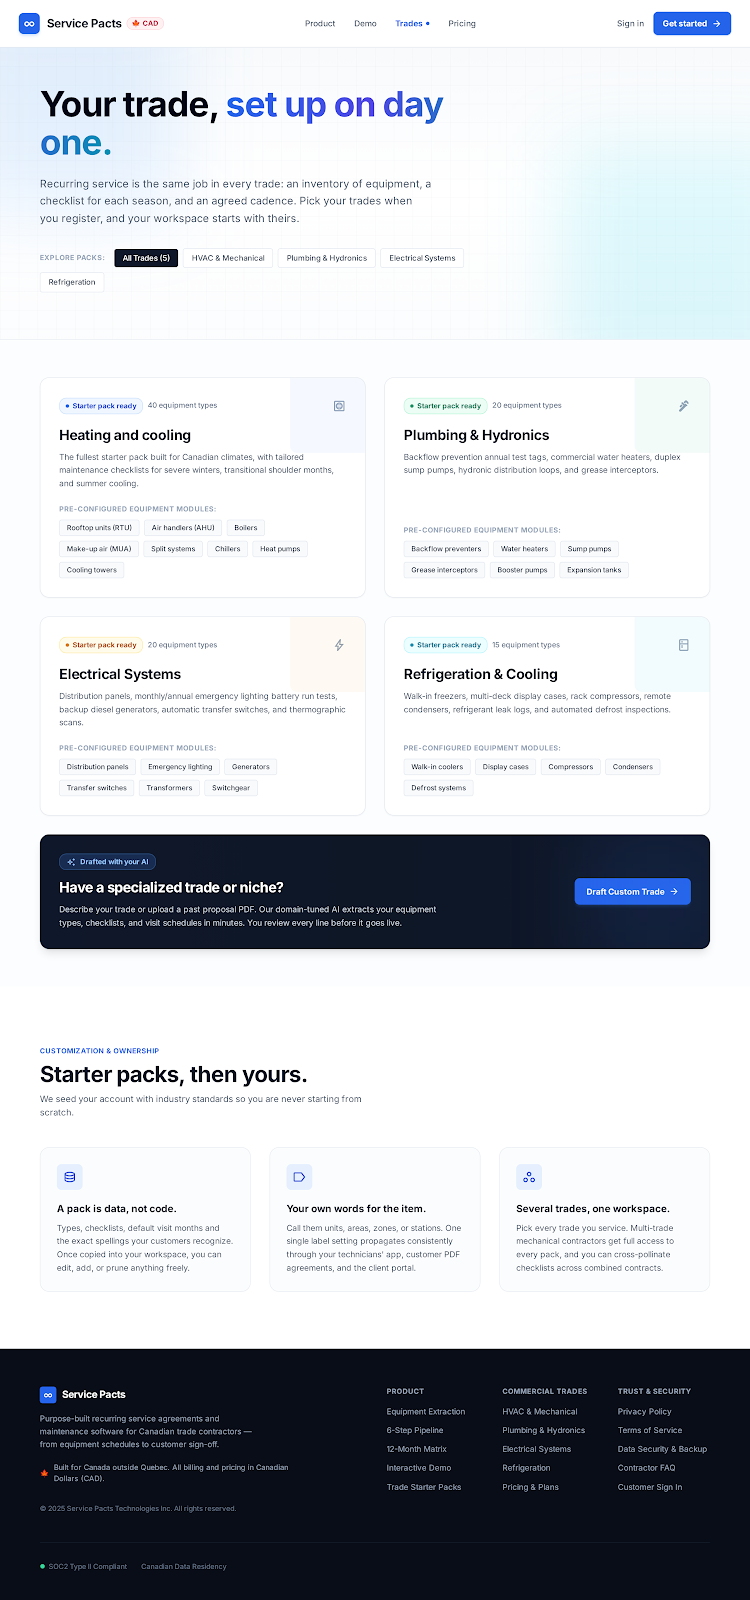 Service Pacts
CAD
Product
Demo
Trades
Pricing
Sign in
Get started →
Your trade, set up on day
one.
Recurring service is the same job in every trade: an inventory of equipment, a
checklist for each season, and an agreed cadence. Pick your trades when
you register, and your workspace starts with theirs.
EXPLORE PACKS:
All Trades (5)
HVAC & Mechanical
Plumbing & Hydronics
Electrical Systems
Refrigeration
Starter pack ready
40 equipment types
Heating and cooling
The fullest starter pack built for Canadian climates, with tailored
maintenance checklists for severe winters, transitional shoulder months,
and summer cooling.
PRE-CONFIGURED EQUIPMENT MODULES:
Rooftop units (RTU)
Air handlers (AHU)
Boilers
Make-up air (MUA)
Split systems
Chillers
Heat pumps
Cooling towers
Starter pack ready
20 equipment types
Plumbing & Hydronics
Backflow prevention annual test tags, commercial water heaters, duplex
sump pumps, hydronic distribution loops, and grease interceptors.
PRE-CONFIGURED EQUIPMENT MODULES:
Backflow preventers
Water heaters
Sump pumps
Grease interceptors
Booster pumps
Expansion tanks
Starter pack ready
20 equipment types
Electrical Systems
Distribution panels, monthly/annual emergency lighting battery run tests,
backup diesel generators, automatic transfer switches, and thermographic
scans.
PRE-CONFIGURED EQUIPMENT MODULES:
Distribution panels
Emergency lighting
Generators
Transfer switches
Transformers
Switchgear
Starter pack ready
15 equipment types
Refrigeration & Cooling
Walk-in freezers, multi-deck display cases, rack compressors, remote
condensers, refrigerant leak logs, and automated defrost inspections.
PRE-CONFIGURED EQUIPMENT MODULES:
Walk-in coolers
Display cases
Compressors
Condensers
Defrost systems
Drafted with your AI
Have a specialized trade or niche?
Describe your trade or upload a past proposal PDF. Our domain-tuned AI extracts your equipment
types, checklists, and visit schedules in minutes. You review every line before it goes live.
Draft Custom Trade →
CUSTOMIZATION & OWNERSHIP
Starter packs, then yours.
We seed your account with industry standards so you are never starting from
scratch.
A pack is data, not code.
Types, checklists, default visit months and
the exact spellings your customers recognize.
Once copied into your workspace, you can
edit, add, or prune anything freely.
Your own words for the item.
Call them units, areas, zones, or stations. One
single label setting propagates consistently
through your technicians' app, customer PDF
agreements, and the client portal.
Several trades, one workspace.
Pick every trade you service. Multi-trade
mechanical contractors get full access to
every pack, and you can cross-pollinate
checklists across combined contracts.
Service Pacts
Purpose-built recurring service agreements and
maintenance software for Canadian trade contractors —
from equipment schedules to customer sign-off.
Built for Canada outside Quebec. All billing and pricing in Canadian
Dollars (CAD).
© 2025 Service Pacts Technologies Inc. All rights reserved.
PRODUCT
Equipment Extraction
6-Step Pipeline
12-Month Matrix
Interactive Demo
Trade Starter Packs
COMMERCIAL TRADES
HVAC & Mechanical
Plumbing & Hydronics
Electrical Systems
Refrigeration
Pricing & Plans
TRUST & SECURITY
Privacy Policy
Terms of Service
Data Security & Backup
Contractor FAQ
Customer Sign In
SOC2 Type II Compliant
Canadian Data Residency